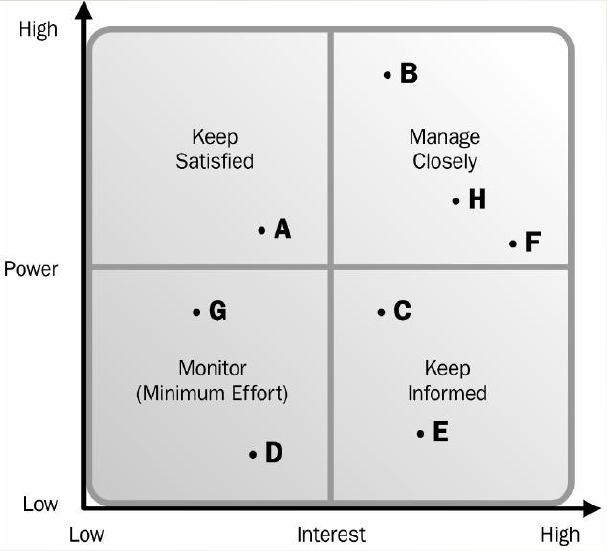 High
B
Keep
Satisfied
Manage
Closely
H
A
F
Power
G
C
Monitor
(Minimum Effort)
Keep
Informed
E
D
Low
Low
Interest
High